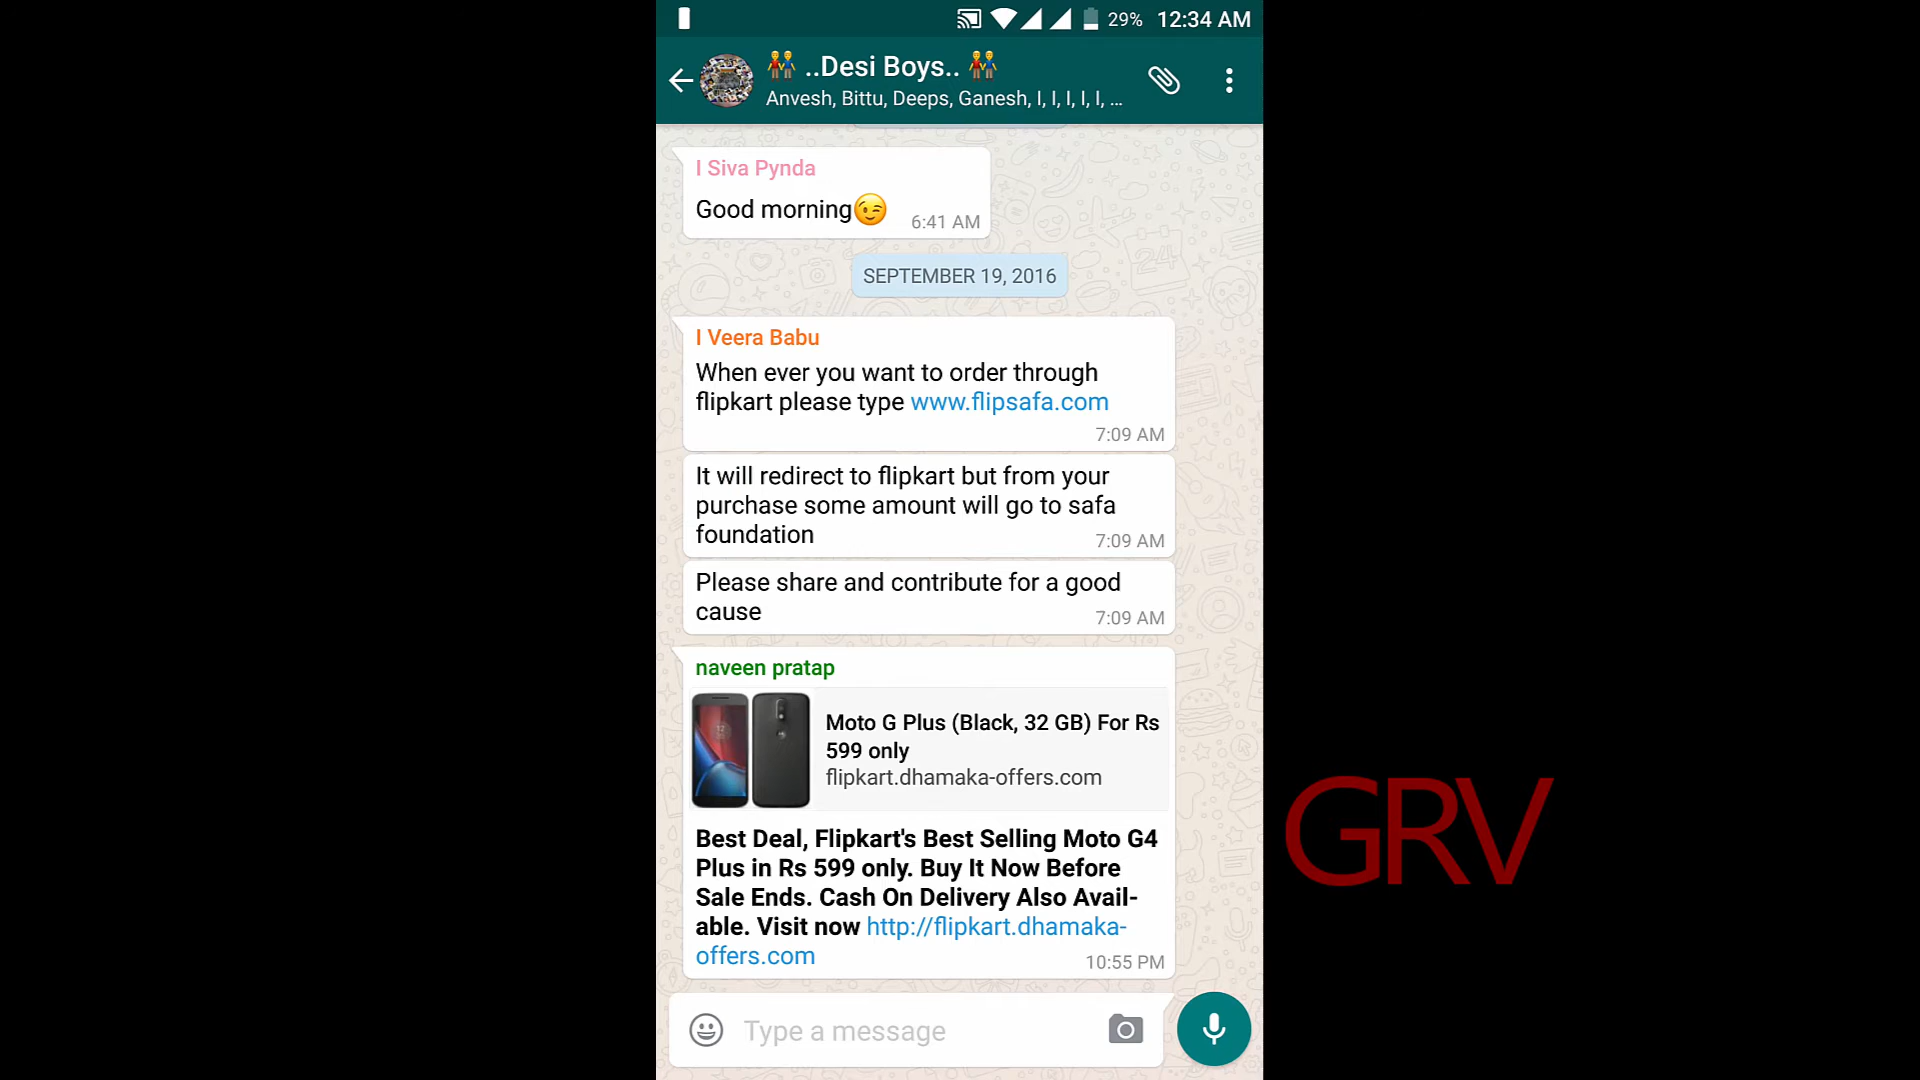 29% 12:34 AM
..Desi Boys..
Anvesh, Bittu, Deeps, Ganesh, I, I, I, I, I, ...
I Siva Pynda
Good morning😉
6:41 AM
SEPTEMBER 19, 2016
I Veera Babu
When ever you want to order through
flipkart please type www.flipsafa.com
7:09 AM
It will redirect to flipkart but from your
purchase some amount will go to safa
foundation
7:09 AM
Please share and contribute for a good
cause
7:09 AM
naveen pratap
Moto G Plus (Black, 32 GB) For Rs
599 only
flipkart.dhamaka-offers.com
Best Deal, Flipkart's Best Selling Moto G4
Plus in Rs 599 only. Buy It Now Before
Sale Ends. Cash On Delivery Also Avail-
able. Visit now http://flipkart.dhamaka-
offers.com
10:55 PM
Type a message
GRV